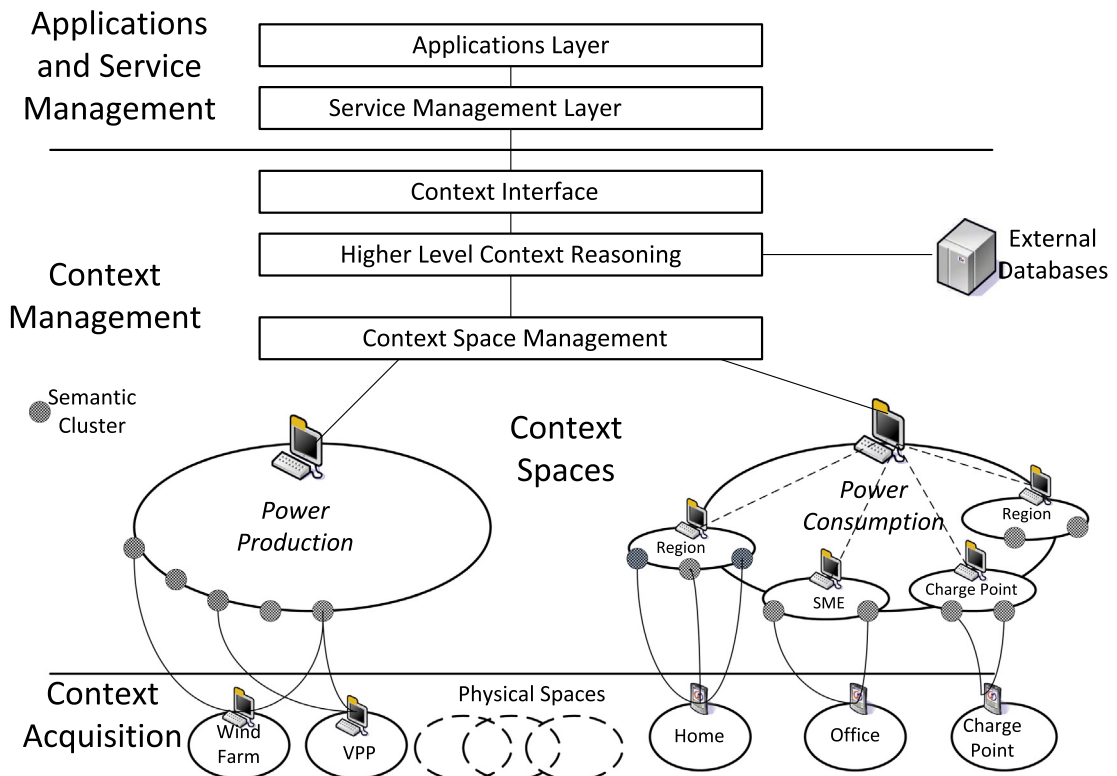 Applications
and Service
Management
Applications Layer
Service Management Layer
Context Interface
Higher Level Context Reasoning
External
Databases
Context
Management
Context Space Management
Semantic
Cluster
Context
Spaces
Power
Production
Power
Consumption
Region
Region
SME
Charge Point
Context
Acquisition
Physical Spaces
Wind
Farm
VPP
Home
Office
Charge
Point